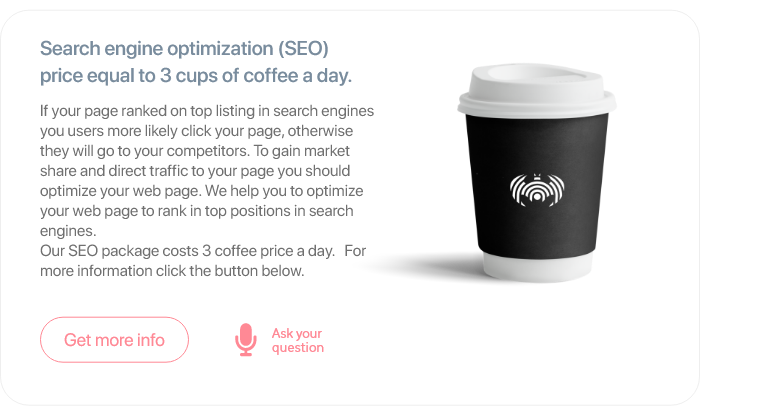 Search engine optimization (SEO)
price equal to 3 cups of coffee a day.
If your page ranked on top listing in search engines
you users more likely click your page, otherwise
they will go to your competitors. To gain market
share and direct traffic to your page you should
optimize your web page. We help you to optimize
your web page to rank in top positions in search
engines.
Our SEO package costs 3 coffee price a day.  For
more information click the button below.
Get more info
Ask your
question